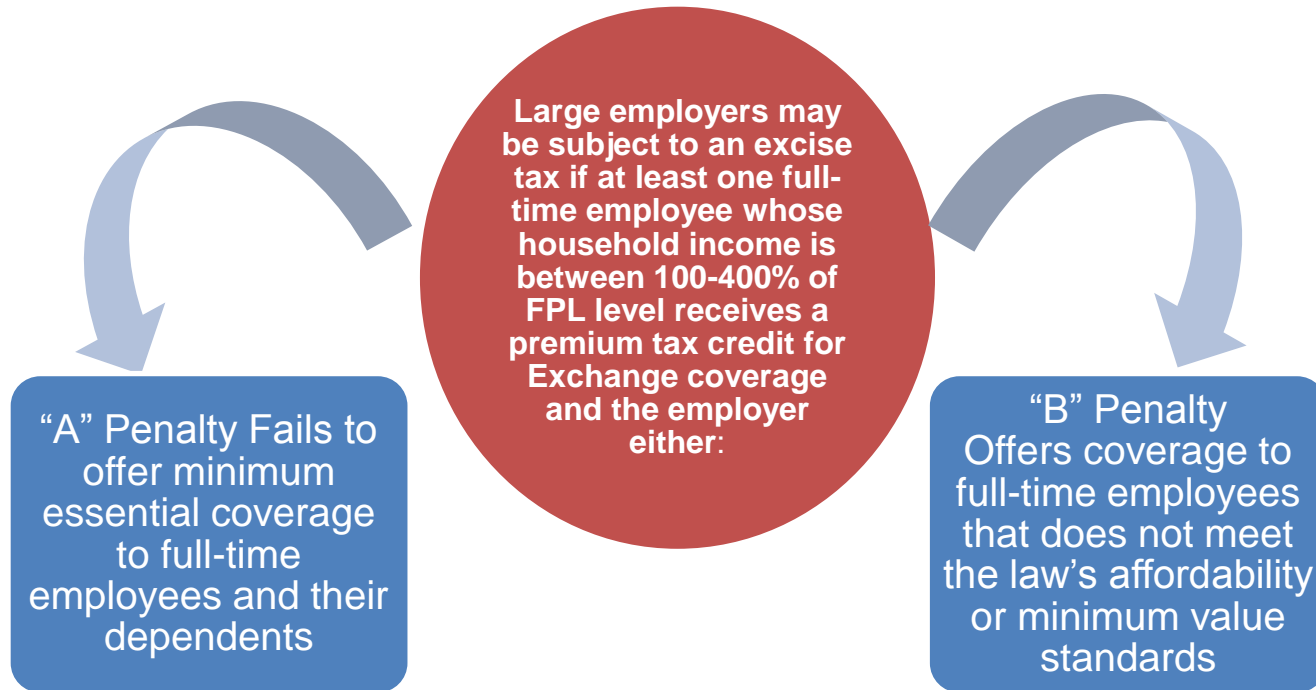 Large employers may
be subject to an excise
tax if at least one full-
time employee whose
household income is
between 100-400% of
FPL level receives a
premium tax credit for
Exchange coverage
and the employer
either:
“A” Penalty Fails to
offer minimum
essential coverage
to full-time
employees and their
dependents
“B” Penalty
Offers coverage to
full-time employees
that does not meet
the law’s affordability
or minimum value
standards